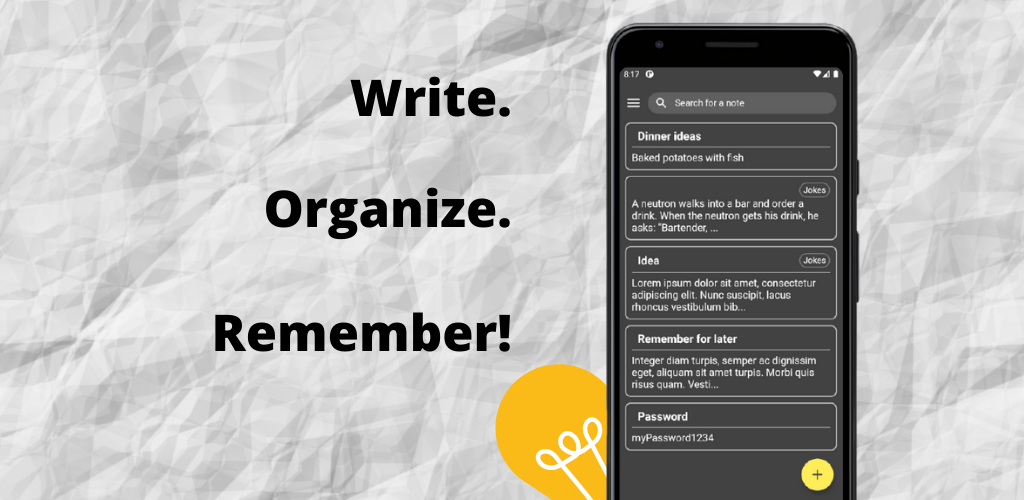 Write.
Organize.
Remember!
8:17
Search for a note
Dinner ideas
Baked potatoes with fish
Jokes
A neutron walks into a bar and order a
drink. When the neutron gets his drink, he
asks: "Bartender, ...
Idea
Jokes
Lorem ipsum dolor sit amet, consectetur
adipiscing elit. Nunc suscipit, lacus
rhoncus vestibulum bib...
Remember for later
Integer diam turpis, semper ac dignissim
eget, aliquam sit amet turpis. Morbi quis
risus quam. Vesti...
Password
myPassword1234
+